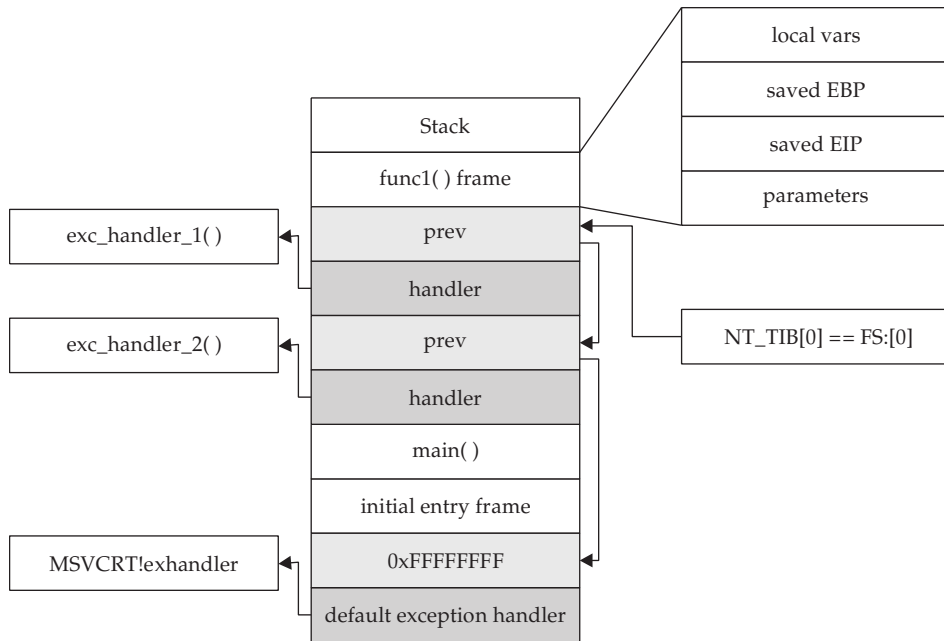 local vars
saved EBP
saved EIP
parameters
Stack
func1( ) frame
prev
handler
prev
handler
main( )
initial entry frame
0xFFFFFFFF
default exception handler
exc_handler_1( )
exc_handler_2( )
MSVCRT!exhandler
NT_TIB[0] == FS:[0]